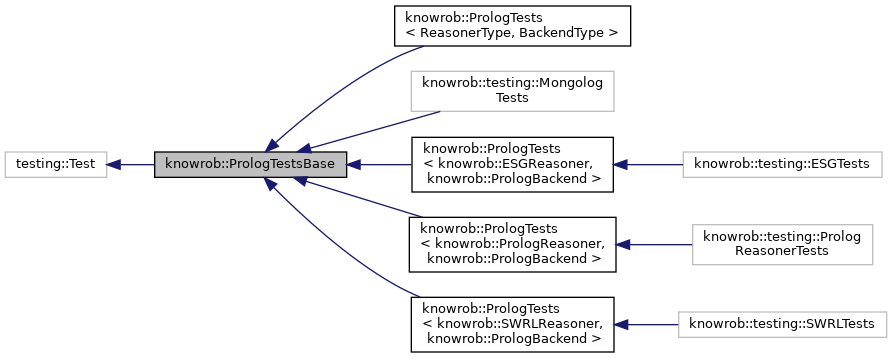 knowrob::PrologTests
< ReasonerType, BackendType >
knowrob::testing::Mongolog
Tests
testing::Test
knowrob::PrologTestsBase
knowrob::PrologTests
< knowrob::ESGReasoner,
knowrob::PrologBackend >
knowrob::testing::ESGTests
knowrob::PrologTests
< knowrob::PrologReasoner,
knowrob::PrologBackend >
knowrob::testing::Prolog
ReasonerTests
knowrob::PrologTests
< knowrob::SWRLReasoner,
knowrob::PrologBackend >
knowrob::testing::SWRLTests